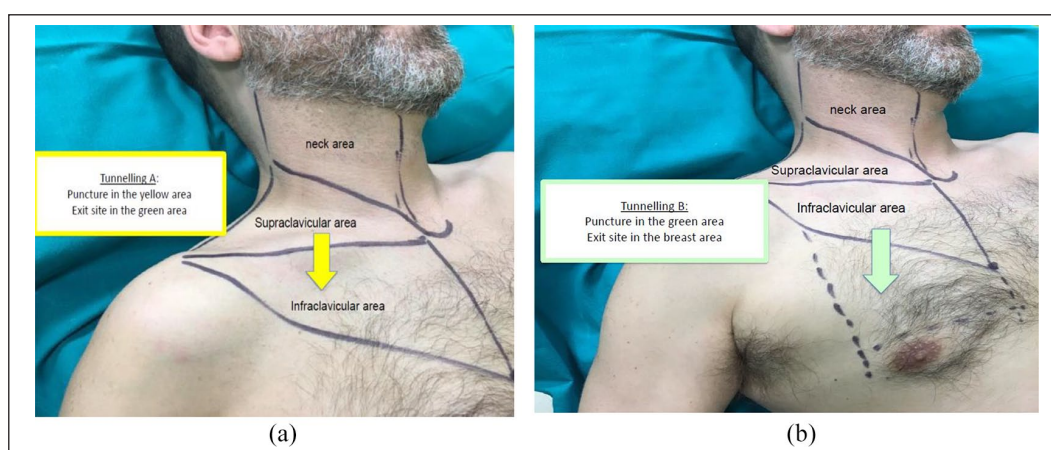 neck area
Tunnelling A:
Puncture in the yellow area
Exit site in the green area
Supraclavicular area
Infraclavicular area
(a)
neck area
Supraclavicular area
Tunnelling B:
Puncture in the green area
Exit site in the breast area
Infraclavicular area
(b)